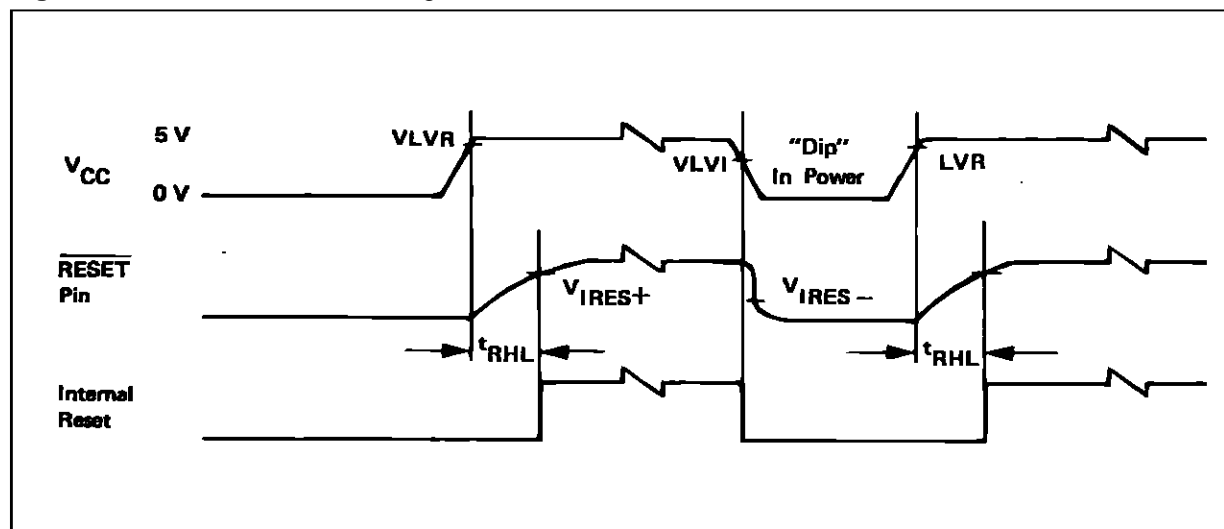 5 V
VLVR
VCC
0 V
VLVI
"Dip"
In Power
LVR
RESET
Pin
VIRES+
VIRES−
tRHL
tRHL
Internal
Reset